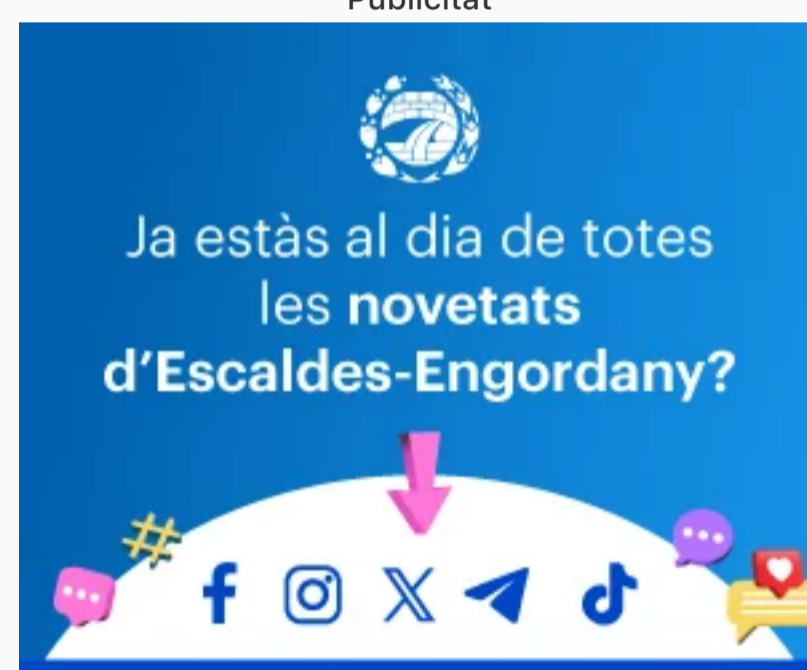 Publicitat
Ja estàs al dia de totes
les novetats
d'Escaldes-Engordany?